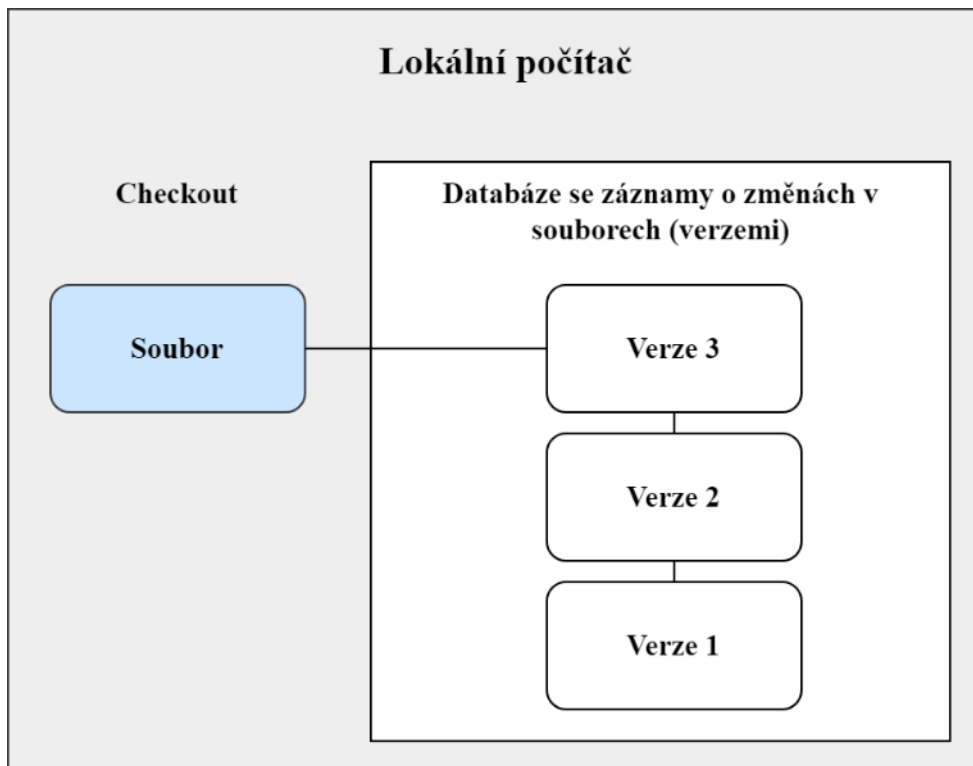 Lokální počítač
Checkout
Databáze se záznamy o změnách v
souborech (verzemi)
Soubor
Verze 3
Verze 2
Verze 1